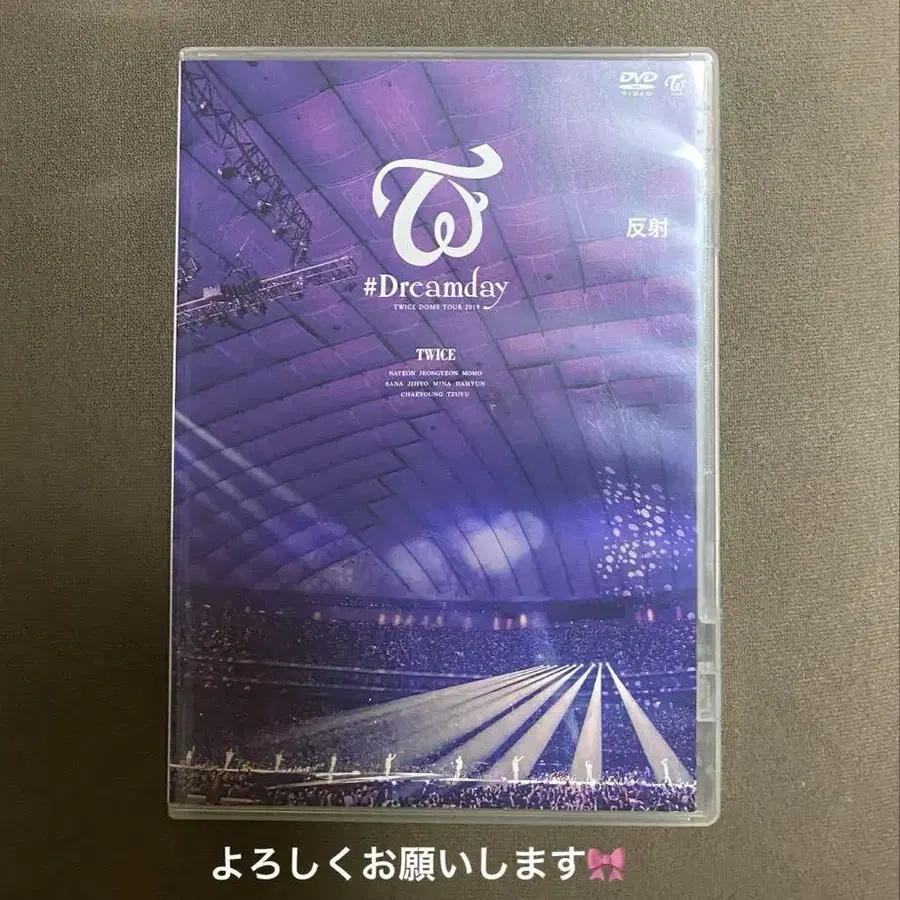 DVD
VIDEO
反射
#Dreamday
TWICE DOME TOUR 2019
TWICE
NAYEON JEONGYEON MOMO
SANA JIHYO MINA DAHYUN
CHAEYOUNG TZUYU
よろしくお願いします🎀